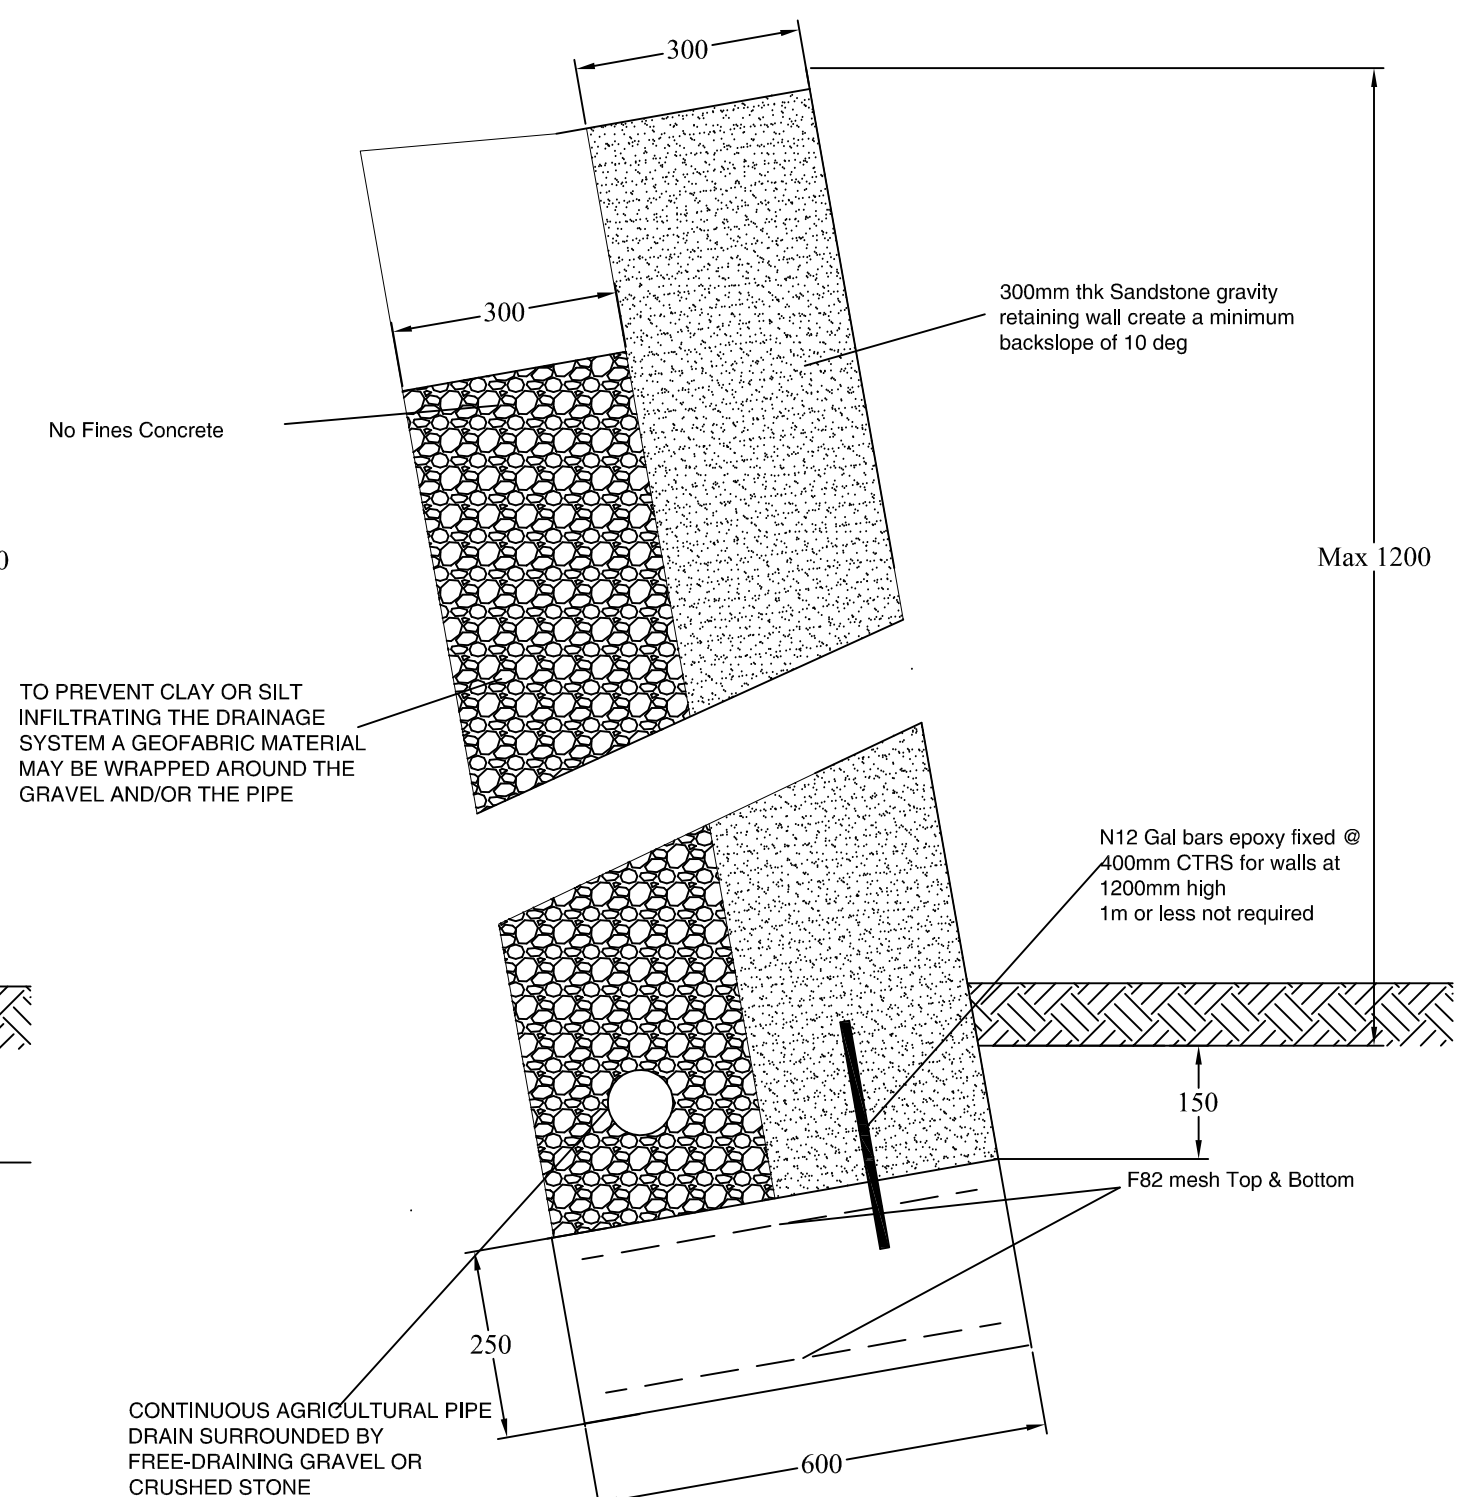 300
300mm thk Sandstone gravity
retaining wall create a minimum
backslope of 10 deg
300
No Fines Concrete
0
Max 1200
TO PREVENT CLAY OR SILT
INFILTRATING THE DRAINAGE
SYSTEM A GEOFABRIC MATERIAL
MAY BE WRAPPED AROUND THE
GRAVEL AND/OR THE PIPE
N12 Gal bars epoxy fixed @
400mm CTRS for walls at
1200mm high
1m or less not required
150
F82 mesh Top & Bottom
250
CONTINUOUS AGRICULTURAL PIPE
DRAIN SURROUNDED BY
FREE-DRAINING GRAVEL OR
CRUSHED STONE
600